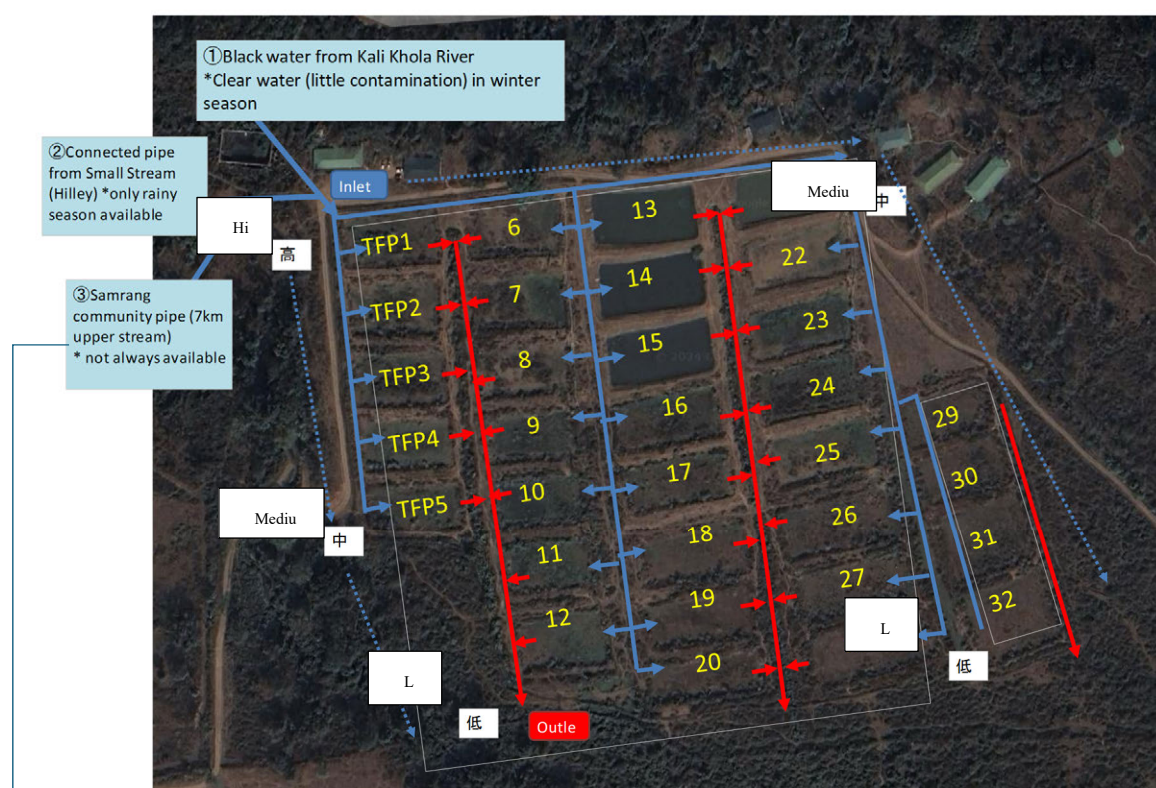 ①Black water from Kali Khola River
*Clear water (little contamination) in winter
season
②Connected pipe
from Small Stream
(Hilley) *only rainy
season available
Inlet
Hi
高
③Samrang
community pipe (7km
upper stream)
* not always available
Mediu
中
TFP1
6
13
TFP2
7
14
22
TFP3
8
15
23
TFP4
9
16
24
29
TFP5
10
17
25
30
Mediu
中
11
18
26
31
12
19
27
32
20
L
低
L
低
Outle